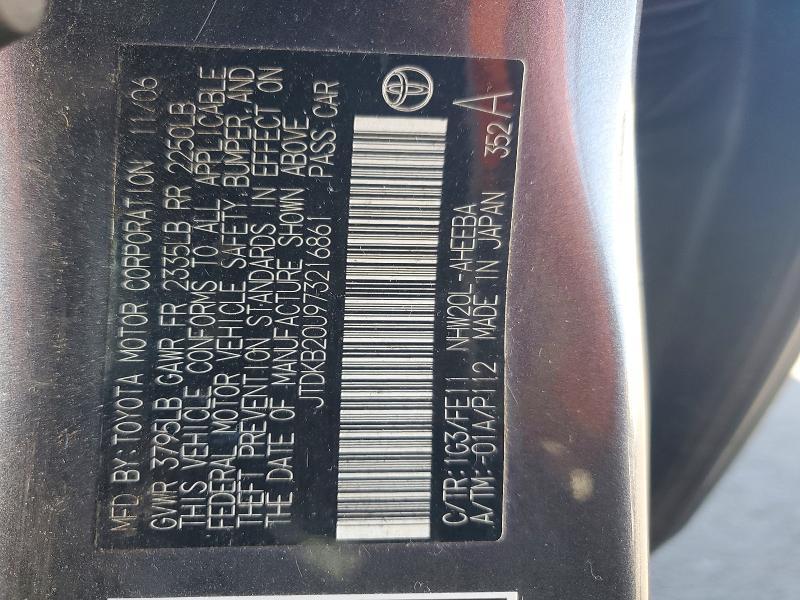 MFD BY: TOYOTA MOTOR CORPORATION 11/06
GVWR 3795LB GAWR FR 2335LB RR 2250LB
THIS VEHICLE CONFORMS TO ALL APPLICABLE
FEDERAL MOTOR VEHICLE SAFETY, BUMPER, AND
THEFT PREVENTION STANDARDS IN EFFECT ON
THE DATE OF MANUFACTURE SHOWN ABOVE.
JTDKB20U973216861 PASS. CAR
C/TR: 1G3/FE11 NHW20L-AHEEBA
A/TM: -01A/P112 MADE IN JAPAN 352A